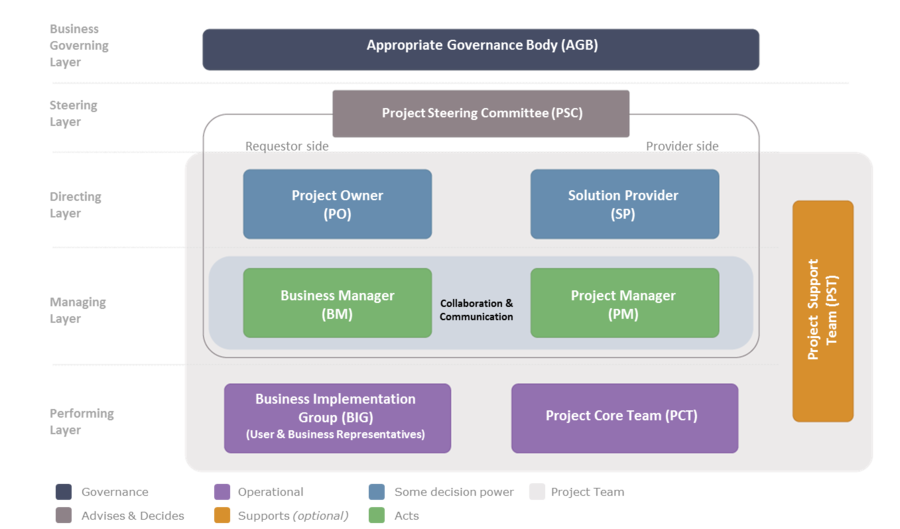 Business
Governing
Layer
Appropriate Governance Body (AGB)
Steering
Layer
Project Steering Committee (PSC)
Requestor side
Provider side
Directing
Layer
Project Owner
(PO)
Solution Provider
(SP)
Managing
Layer
Business Manager
(BM)
Collaboration &
Communication
Project Manager
(PM)
Project Support
Team (PST)
Performing
Layer
Business Implementation
Group (BIG)
(User & Business Representatives)
Project Core Team (PCT)
Governance
Operational
Some decision power
Project Team
Advises & Decides
Supports (optional)
Acts